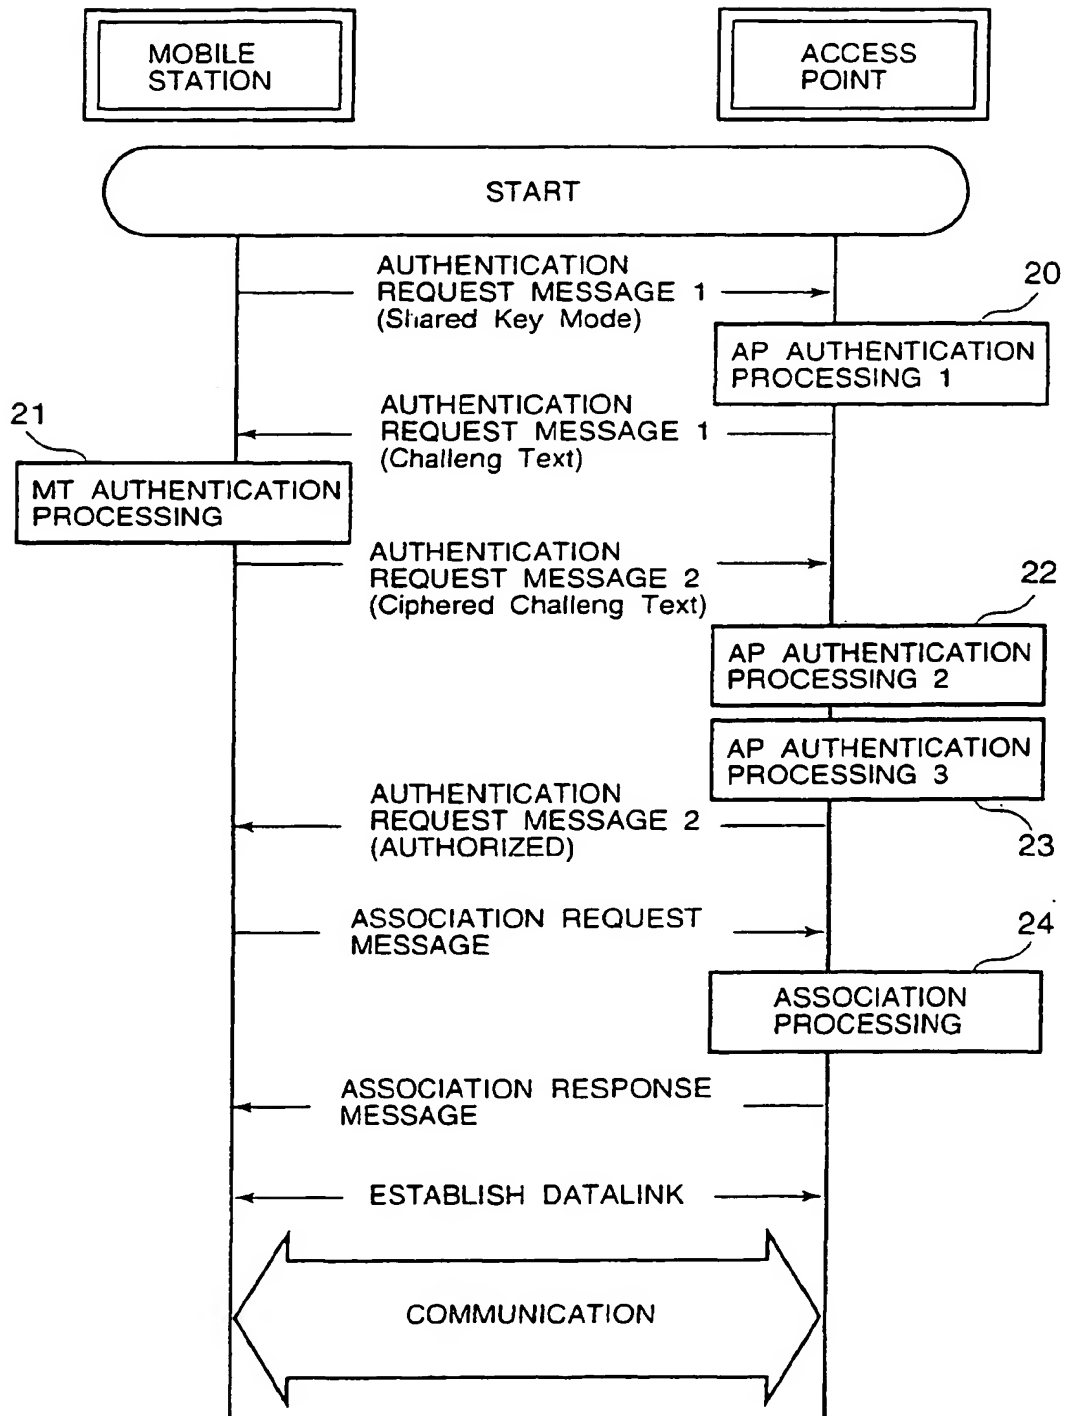 MOBILE
STATION
ACCESS
POINT
START
AUTHENTICATION
REQUEST MESSAGE 1
(Shared Key Mode)
20
AP AUTHENTICATION
PROCESSING 1
AUTHENTICATION
REQUEST MESSAGE 1
(Challeng Text)
21
MT AUTHENTICATION
PROCESSING
AUTHENTICATION
REQUEST MESSAGE 2
(Ciphered Challeng Text)
22
AP AUTHENTICATION
PROCESSING 2
AP AUTHENTICATION
PROCESSING 3
23
AUTHENTICATION
REQUEST MESSAGE 2
(AUTHORIZED)
ASSOCIATION REQUEST
MESSAGE
24
ASSOCIATION
PROCESSING
ASSOCIATION RESPONSE
MESSAGE
ESTABLISH DATALINK
COMMUNICATION